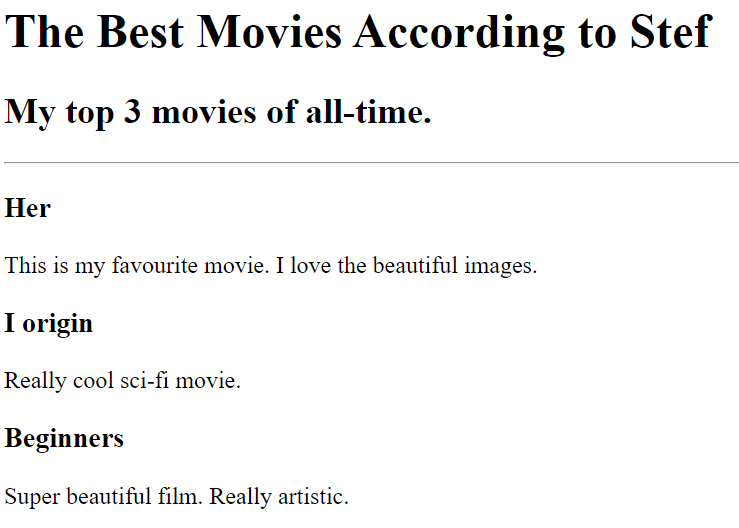 The Best Movies According to Stef
My top 3 movies of all-time.
Her
This is my favourite movie. I love the beautiful images.
I origin
Really cool sci-fi movie.
Beginners
Super beautiful film. Really artistic.